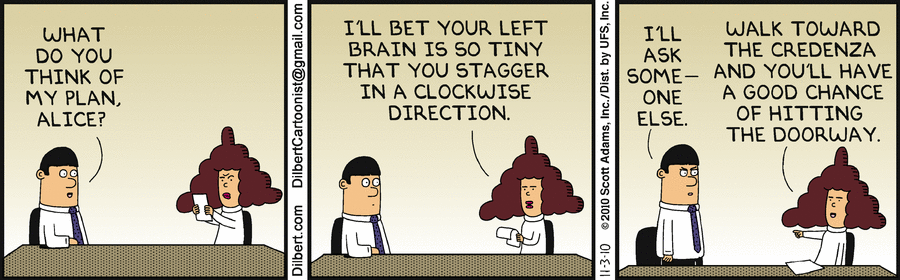 WHAT
DO YOU
THINK OF
MY PLAN,
ALICE?
Dilbert.com DilbertCartoonist@gmail.com
I'LL BET YOUR LEFT
BRAIN IS SO TINY
THAT YOU STAGGER
IN A CLOCKWISE
DIRECTION.
11-3-10 © 2010 Scott Adams, Inc./Dist. by UFS, Inc.
I'LL
ASK
SOME—
ONE
ELSE.
WALK TOWARD
THE CREDENZA
AND YOU'LL HAVE
A GOOD CHANCE
OF HITTING
THE DOORWAY.